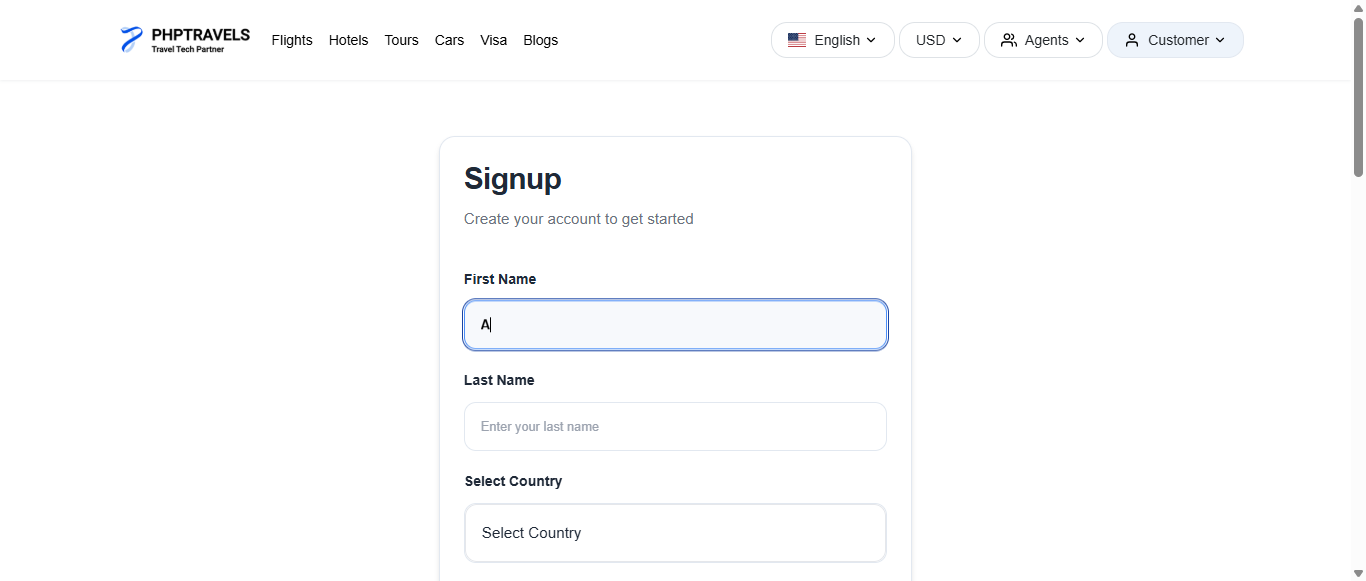 PHPTRAVELS
Travel Tech Partner
Flights Hotels Tours Cars Visa Blogs
English USD Agents Customer
Signup
Create your account to get started
First Name
A
Last Name
Enter your last name
Select Country
Select Country